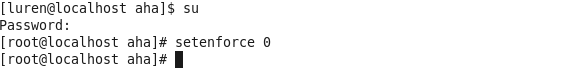 [luren@localhost aha]$ su
Password:
[root@localhost aha]# setenforce 0
[root@localhost aha]#